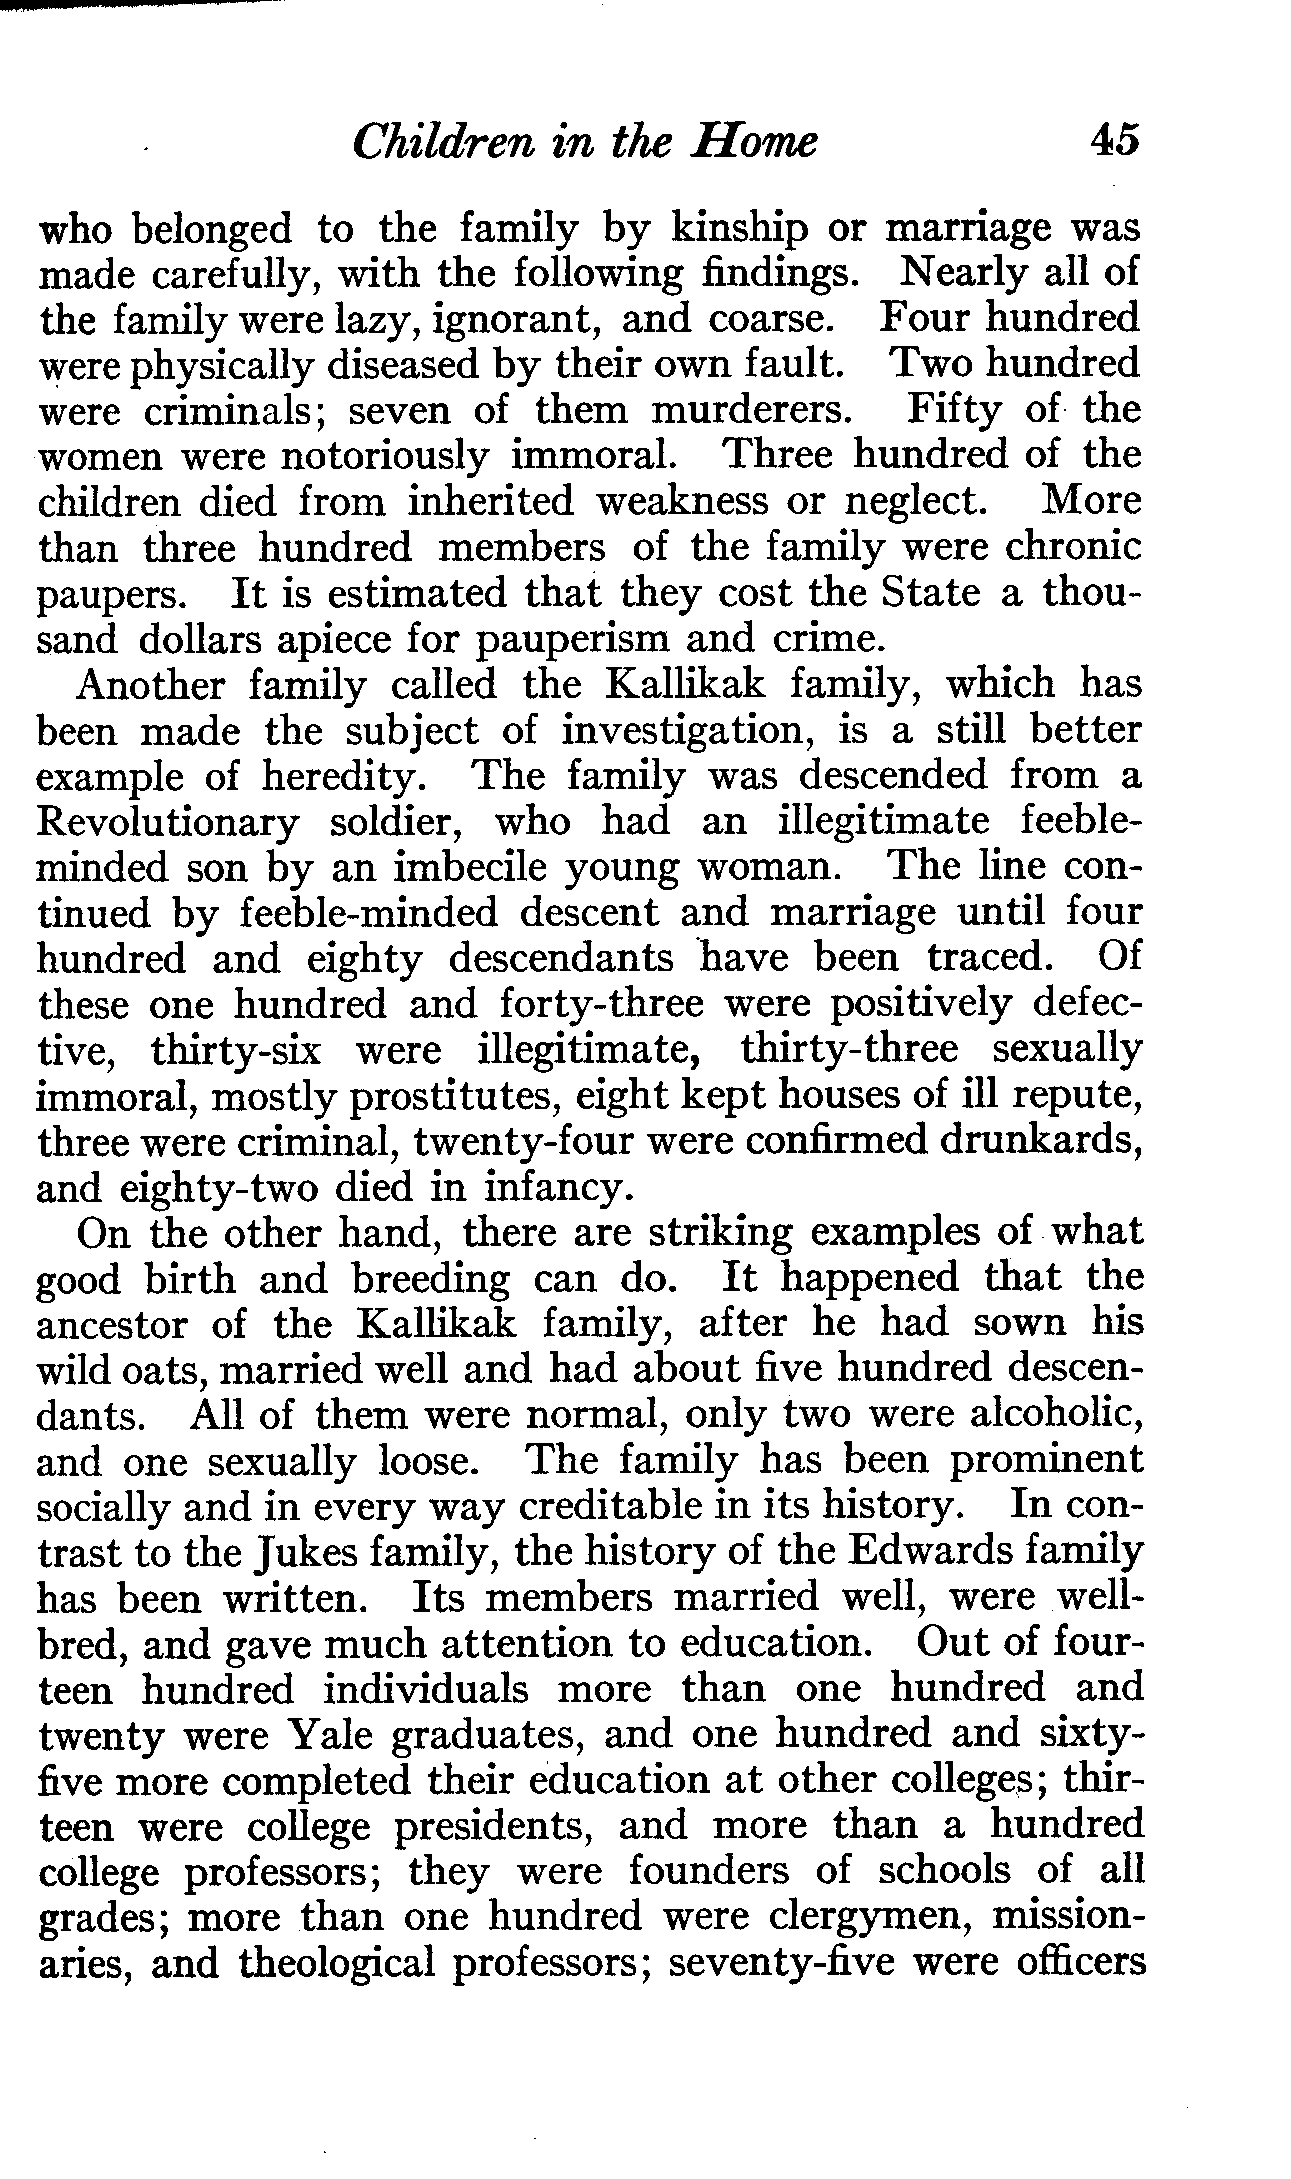 Children in the Home 45
who belonged to the family by kinship or marriage was
made carefully, with the following findings. Nearly all of
the family were lazy, ignorant, and coarse. Four hundred
were physically diseased by their own fault. Two hundred
were criminals; seven of them murderers. Fifty of the
women were notoriously immoral. Three hundred of the
children died from inherited weakness or neglect. More
than three hundred members of the family were chronic
paupers. It is estimated that they cost the State a thou-
sand dollars apiece for pauperism and crime.
Another family called the Kallikak family, which has
been made the subject of investigation, is a still better
example of heredity. The family was descended from a
Revolutionary soldier, who had an illegitimate feeble-
minded son by an imbecile young woman. The line con-
tinued by feeble-minded descent and marriage until four
hundred and eighty descendants have been traced. Of
these one hundred and forty-three were positively defec-
tive, thirty-six were illegitimate, thirty-three sexually
immoral, mostly prostitutes, eight kept houses of ill repute,
three were criminal, twenty-four were confirmed drunkards,
and eighty-two died in infancy.
On the other hand, there are striking examples of what
good birth and breeding can do. It happened that the
ancestor of the Kallikak family, after he had sown his
wild oats, married well and had about five hundred descen-
dants. All of them were normal, only two were alcoholic,
and one sexually loose. The family has been prominent
socially and in every way creditable in its history. In con-
trast to the Jukes family, the history of the Edwards family
has been written. Its members married well, were well-
bred, and gave much attention to education. Out of four-
teen hundred individuals more than one hundred and
twenty were Yale graduates, and one hundred and sixty-
five more completed their education at other colleges; thir-
teen were college presidents, and more than a hundred
college professors; they were founders of schools of all
grades; more than one hundred were clergymen, mission-
aries, and theological professors; seventy-five were officers